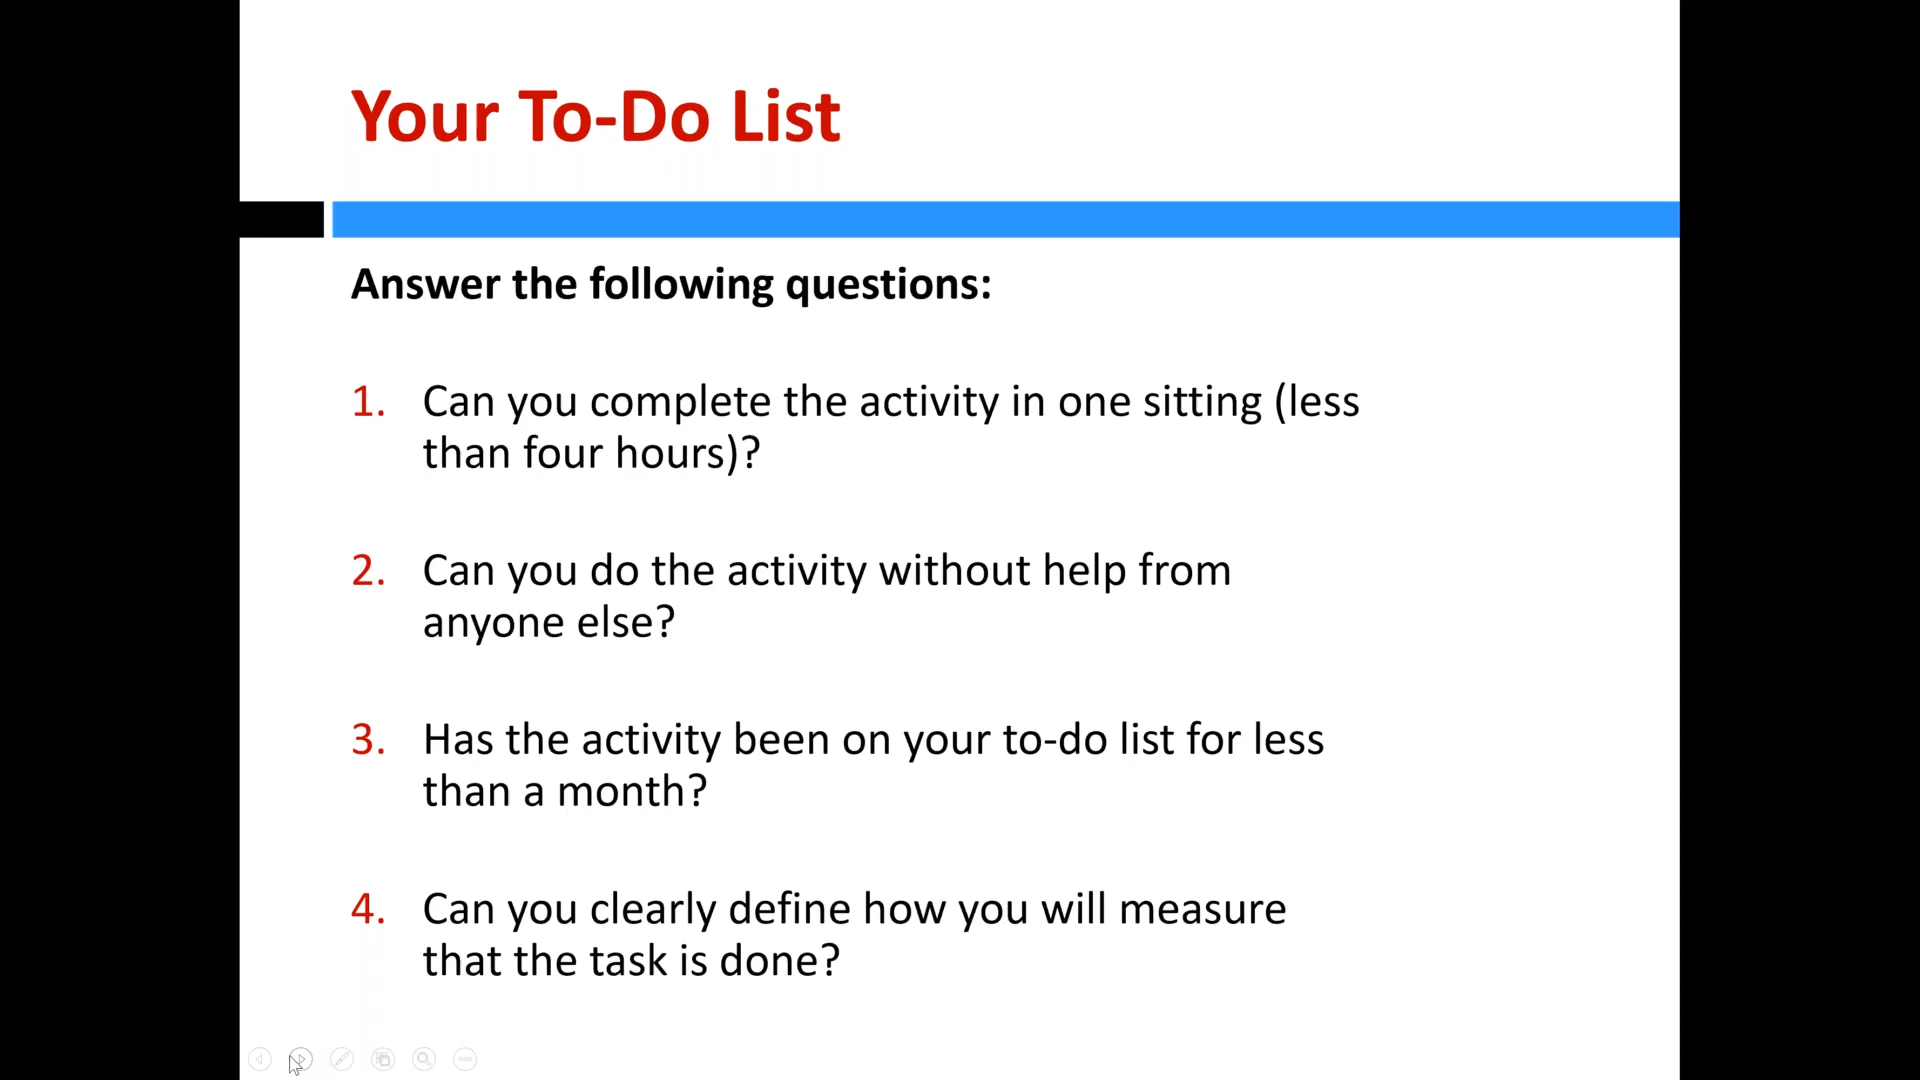 Your To-Do List
Answer the following questions:
1. Can you complete the activity in one sitting (less
than four hours)?
2. Can you do the activity without help from
anyone else?
3. Has the activity been on your to-do list for less
than a month?
4. Can you clearly define how you will measure
that the task is done?